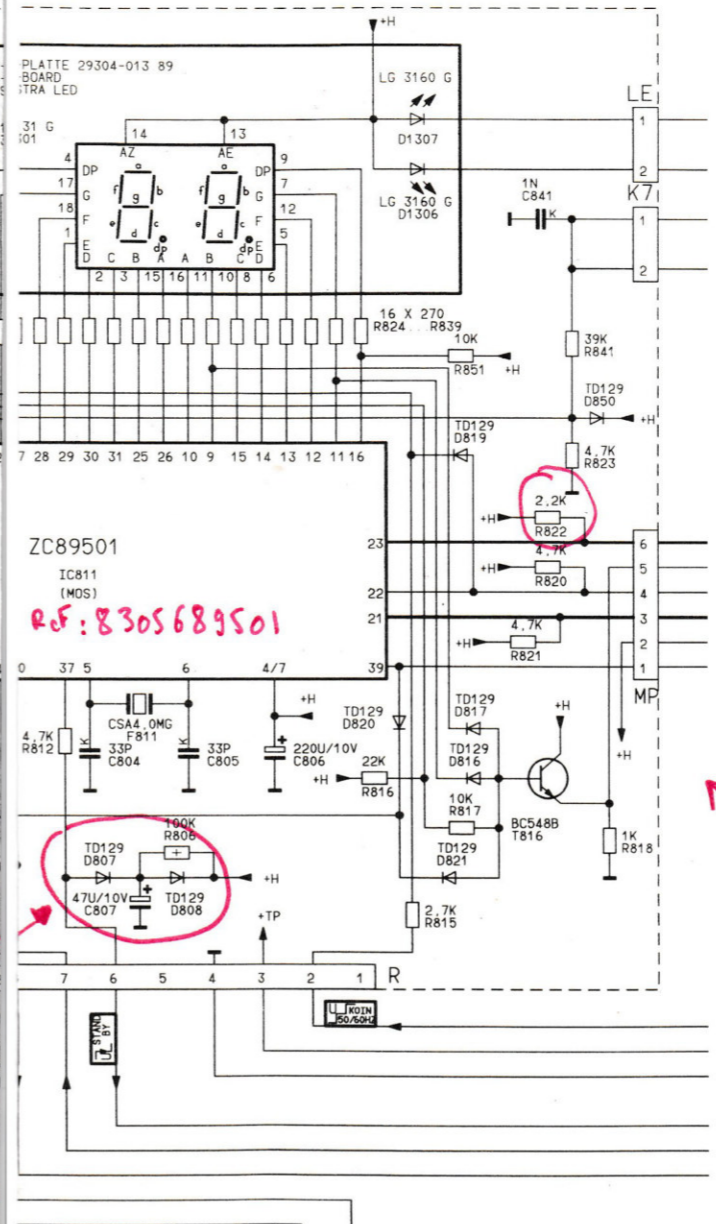 +H
PLATTE 29304-013 89
BOARD
TRA LED
LG 3160 G
D1307
LG 3160 G
D1306
LE
1
2
31 G
14
13
AZ
AE
4
DP
9
DP
17
G
7
G
18
F
12
F
1
E
5
E
a
f
b
g
e
c
d
a
f
b
g
e
c
d
dp
dp
D
C
B
A
A
B
C
D
2
3
15
16
11
10
8
6
1N
C841
K
K7
1
2
16 X 270
R824...R839
10K
R851
+H
39K
R841
TD129
D850
+H
TD129
D819
4,7K
R823
7
28
29
30
31
25
26
10
9
15
14
13
12
11
16
ZC89501
IC811
(MOS)
Ref: 8305689501
23
22
21
39
2,2K
+H
R822
4,7K
+H
R820
4,7K
+H
R821
6
5
4
3
2
1
MP
0
37
5
6
4/7
+H
4,7K
R812
CSA4,0MG
F811
K
33P
C804
K
33P
C805
+
220U/10V
C806
TD129
D820
+H
22K
R816
TD129
D817
TD129
D816
10K
R817
TD129
D821
+H
BC548B
T816
+H
1K
R818
100K
R806
+
TD129
D807
47U/10V
C807
+
TD129
D808
+H
+TP
2,7K
R815
7
6
5
4
3
2
1
R
STAND
BY
KOIN
50/60HZ